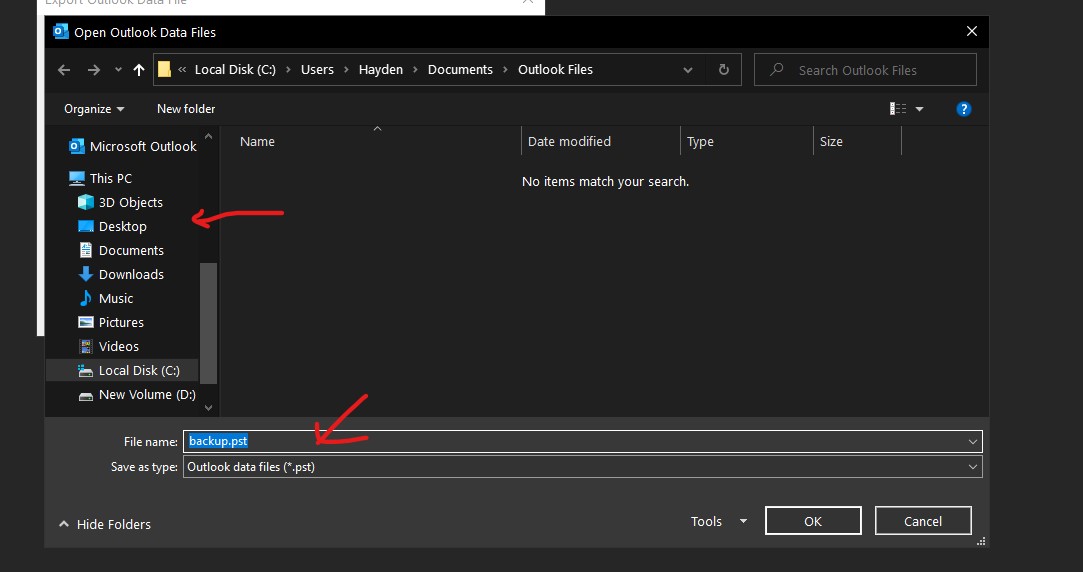 Export Outlook Data File
Open Outlook Data Files
« Local Disk (C:) › Users › Hayden › Documents › Outlook Files
Search Outlook Files
Organize
New folder
Microsoft Outlook
This PC
3D Objects
Desktop
Documents
Downloads
Music
Pictures
Videos
Local Disk (C:)
New Volume (D:)
Name
Date modified
Type
Size
No items match your search.
File name: backup.pst
Save as type: Outlook data files (*.pst)
Hide Folders
Tools
OK
Cancel